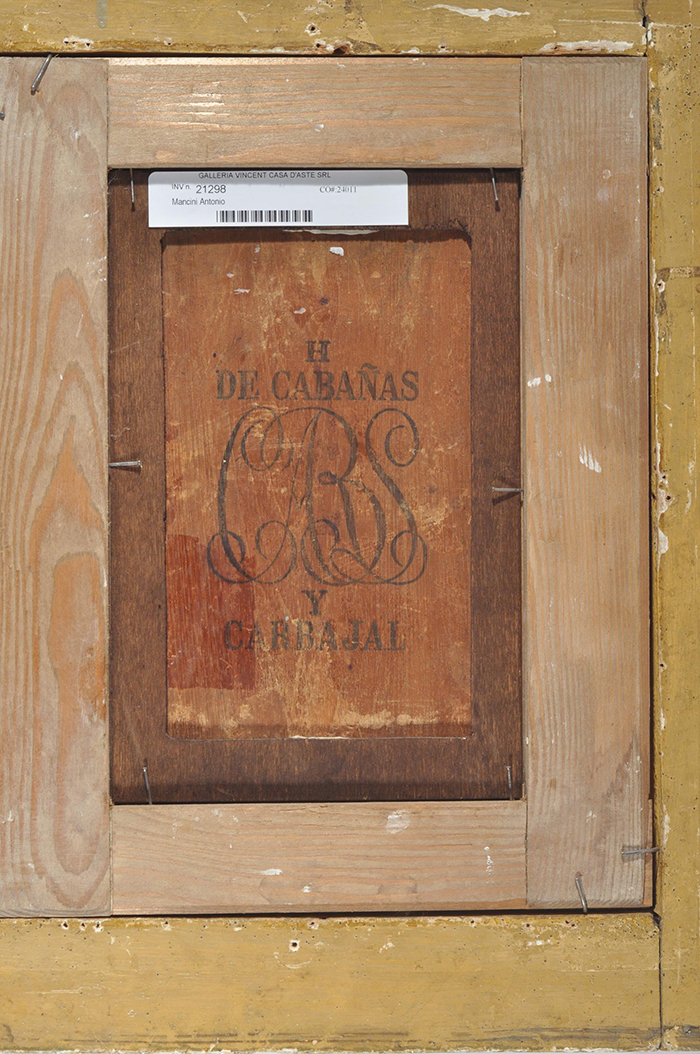 GALLERIA VINCENT CASA D'ASTE SRL
INV n. 21298 CO#:24011
Mancini Antonio
H
DE CABAÑAS
Y
CARBAJAL